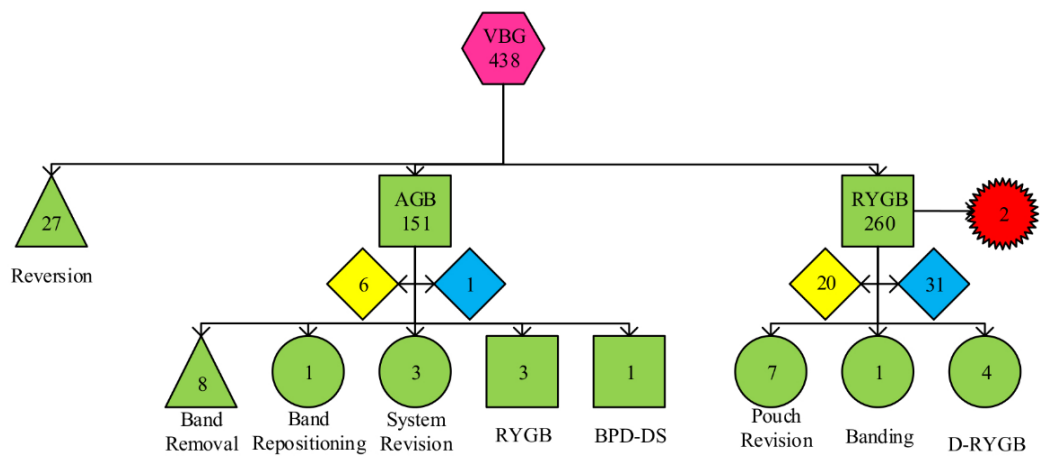 VBG
438
27
Reversion
AGB
151
RYGB
260
2
6
1
20
31
8
Band
Removal
1
Band
Repositioning
3
System
Revision
3
RYGB
1
BPD-DS
7
Pouch
Revision
1
Banding
4
D-RYGB